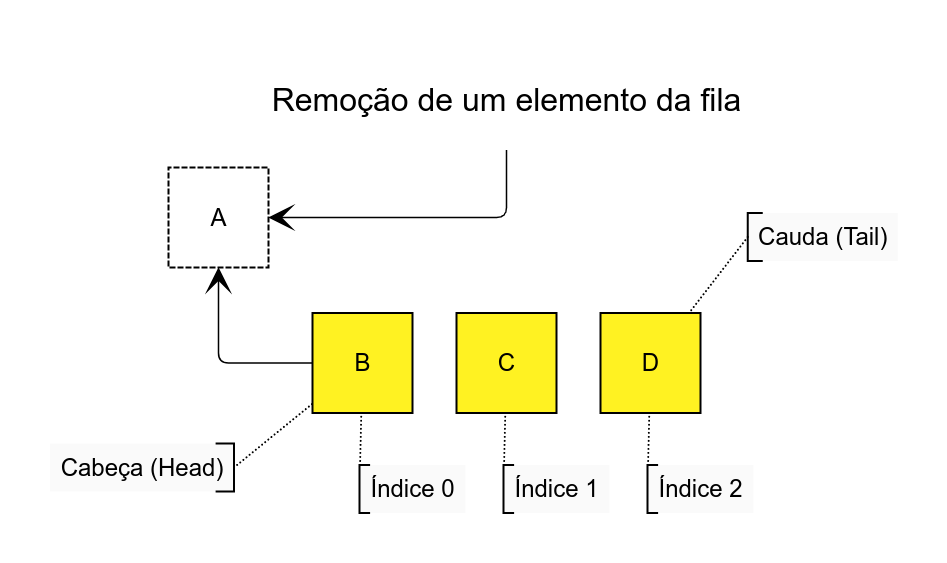 Remoção de um elemento da fila
A
Cauda (Tail)
B
C
D
Cabeça (Head)
Índice 0
Índice 1
Índice 2